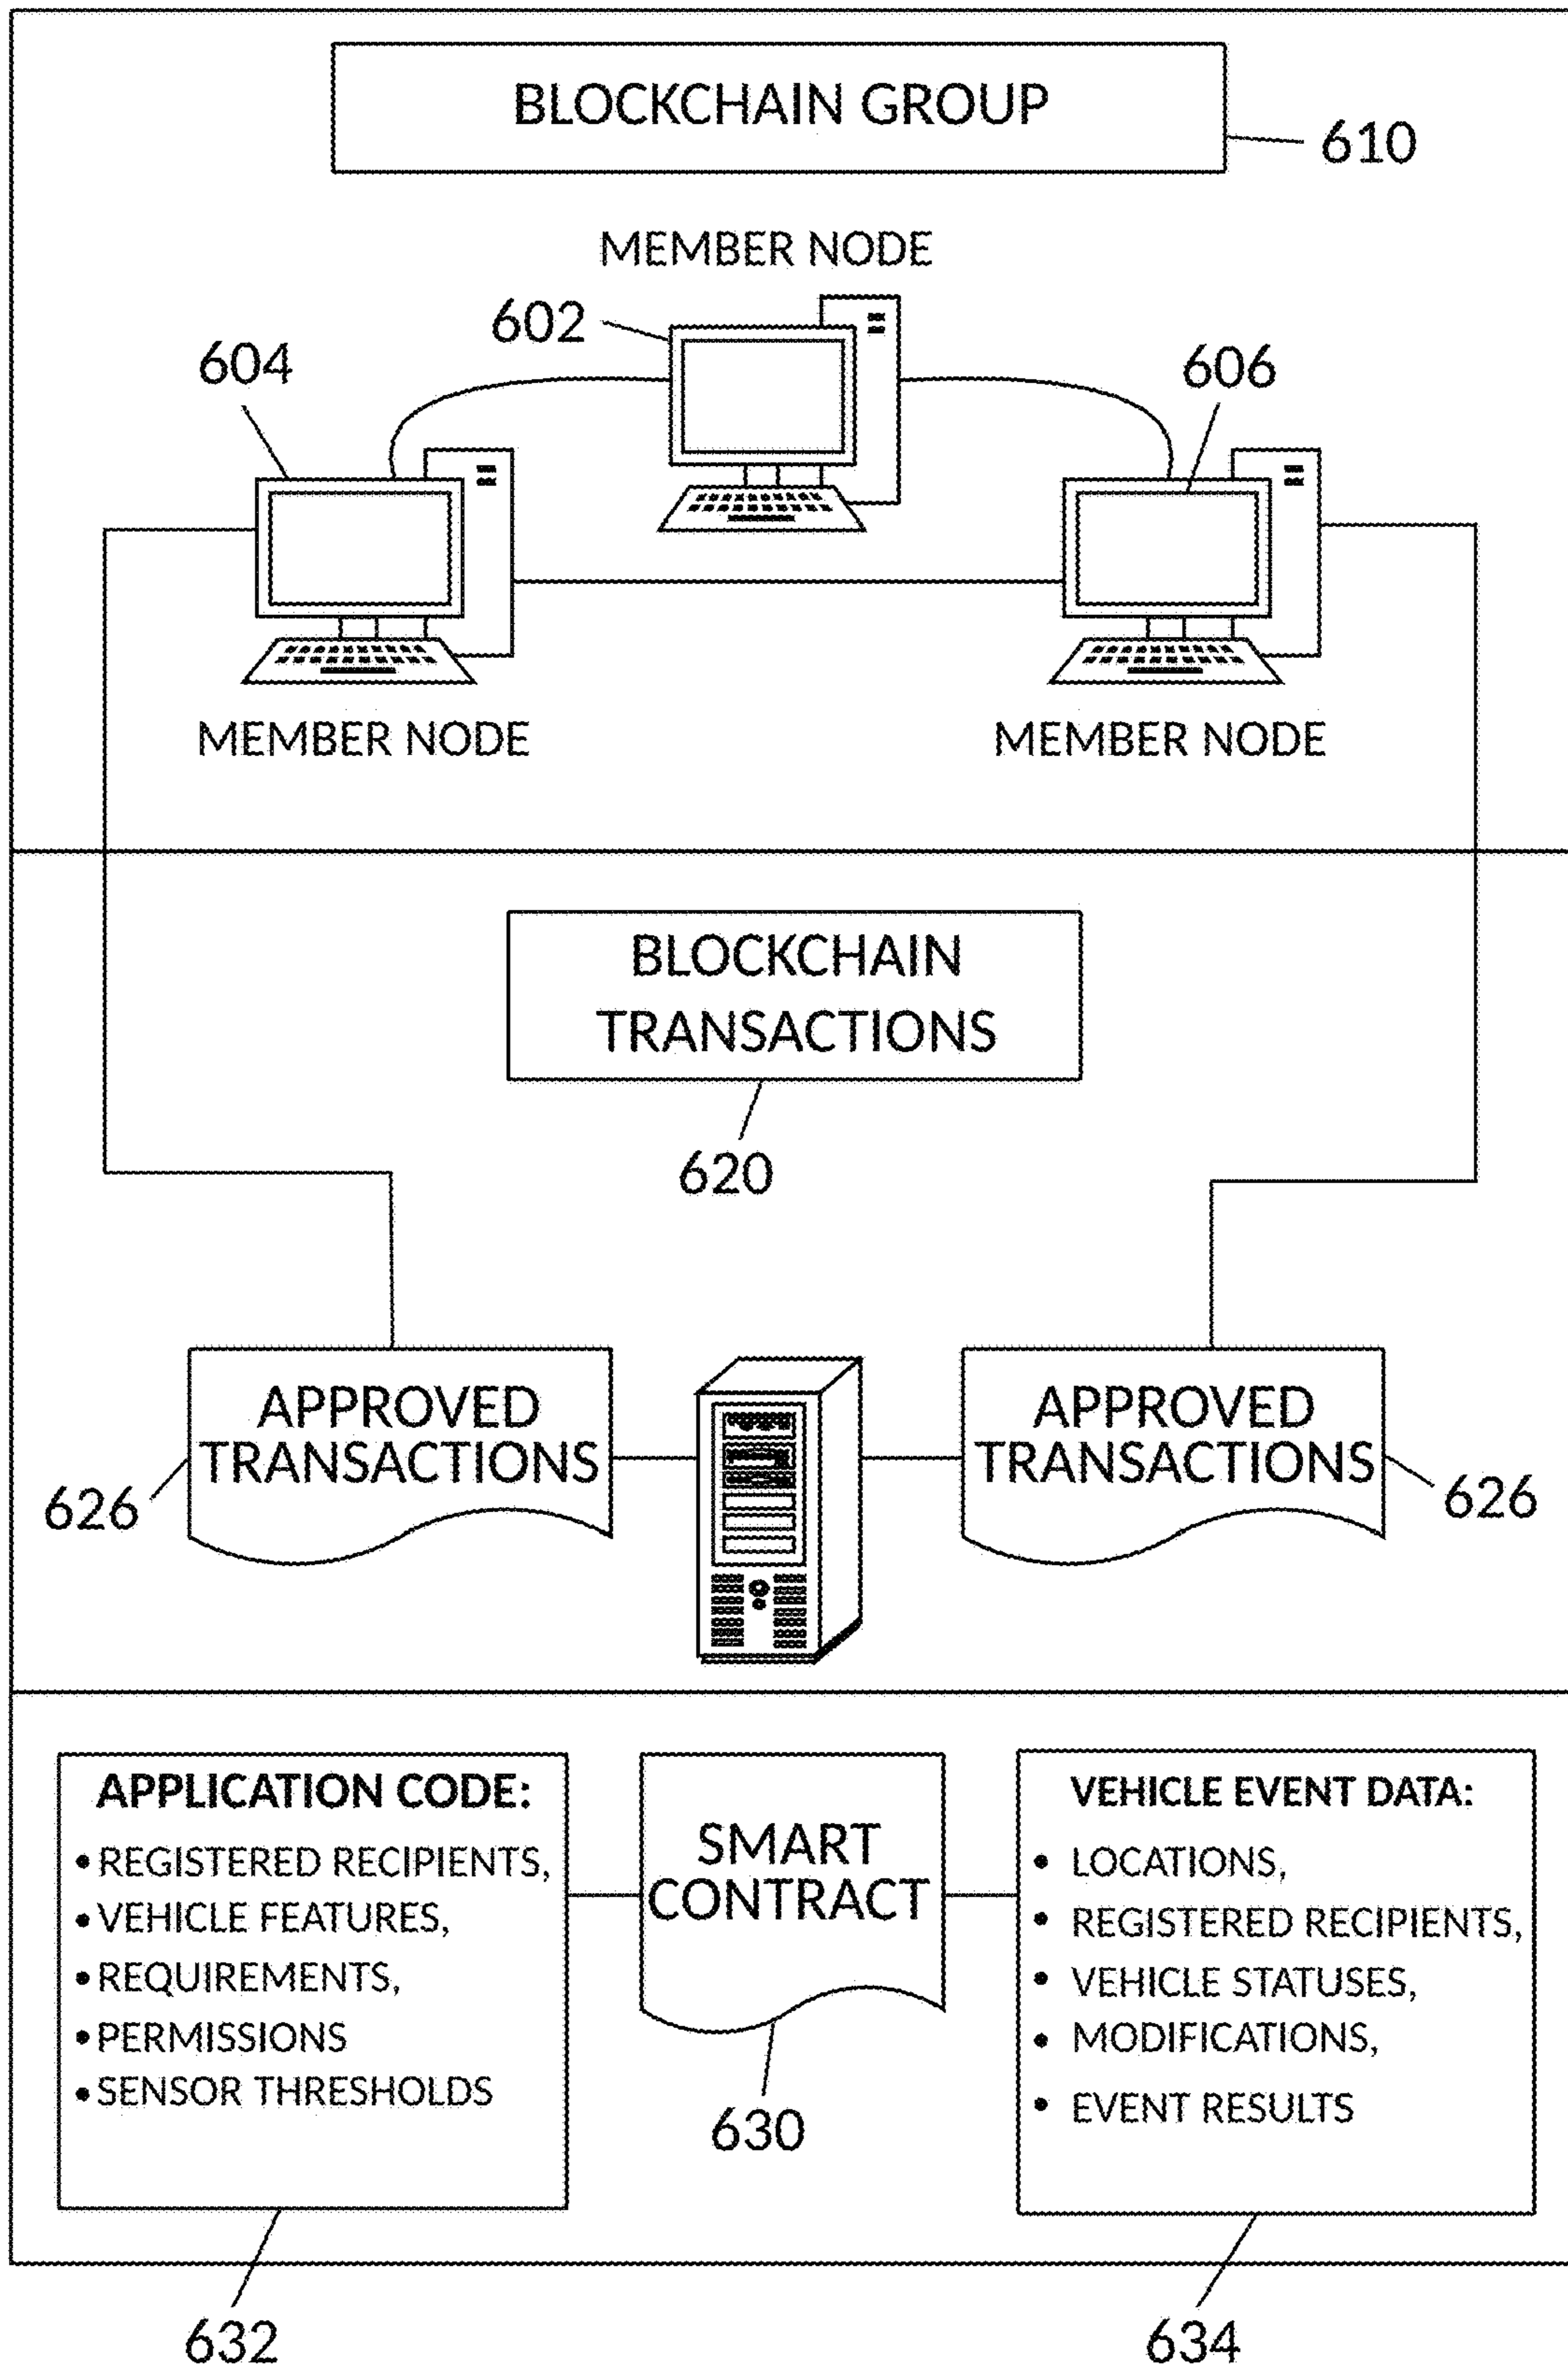 BLOCKCHAIN GROUP
610
MEMBER NODE
602
604
606
MEMBER NODE
MEMBER NODE
BLOCKCHAIN
TRANSACTIONS
620
APPROVED
TRANSACTIONS
626
APPROVED
TRANSACTIONS
626
APPLICATION CODE:
• REGISTERED RECIPIENTS,
• VEHICLE FEATURES,
• REQUIREMENTS,
• PERMISSIONS
• SENSOR THRESHOLDS
SMART
CONTRACT
630
VEHICLE EVENT DATA:
• LOCATIONS,
• REGISTERED RECIPIENTS,
• VEHICLE STATUSES,
• MODIFICATIONS,
• EVENT RESULTS
632
634